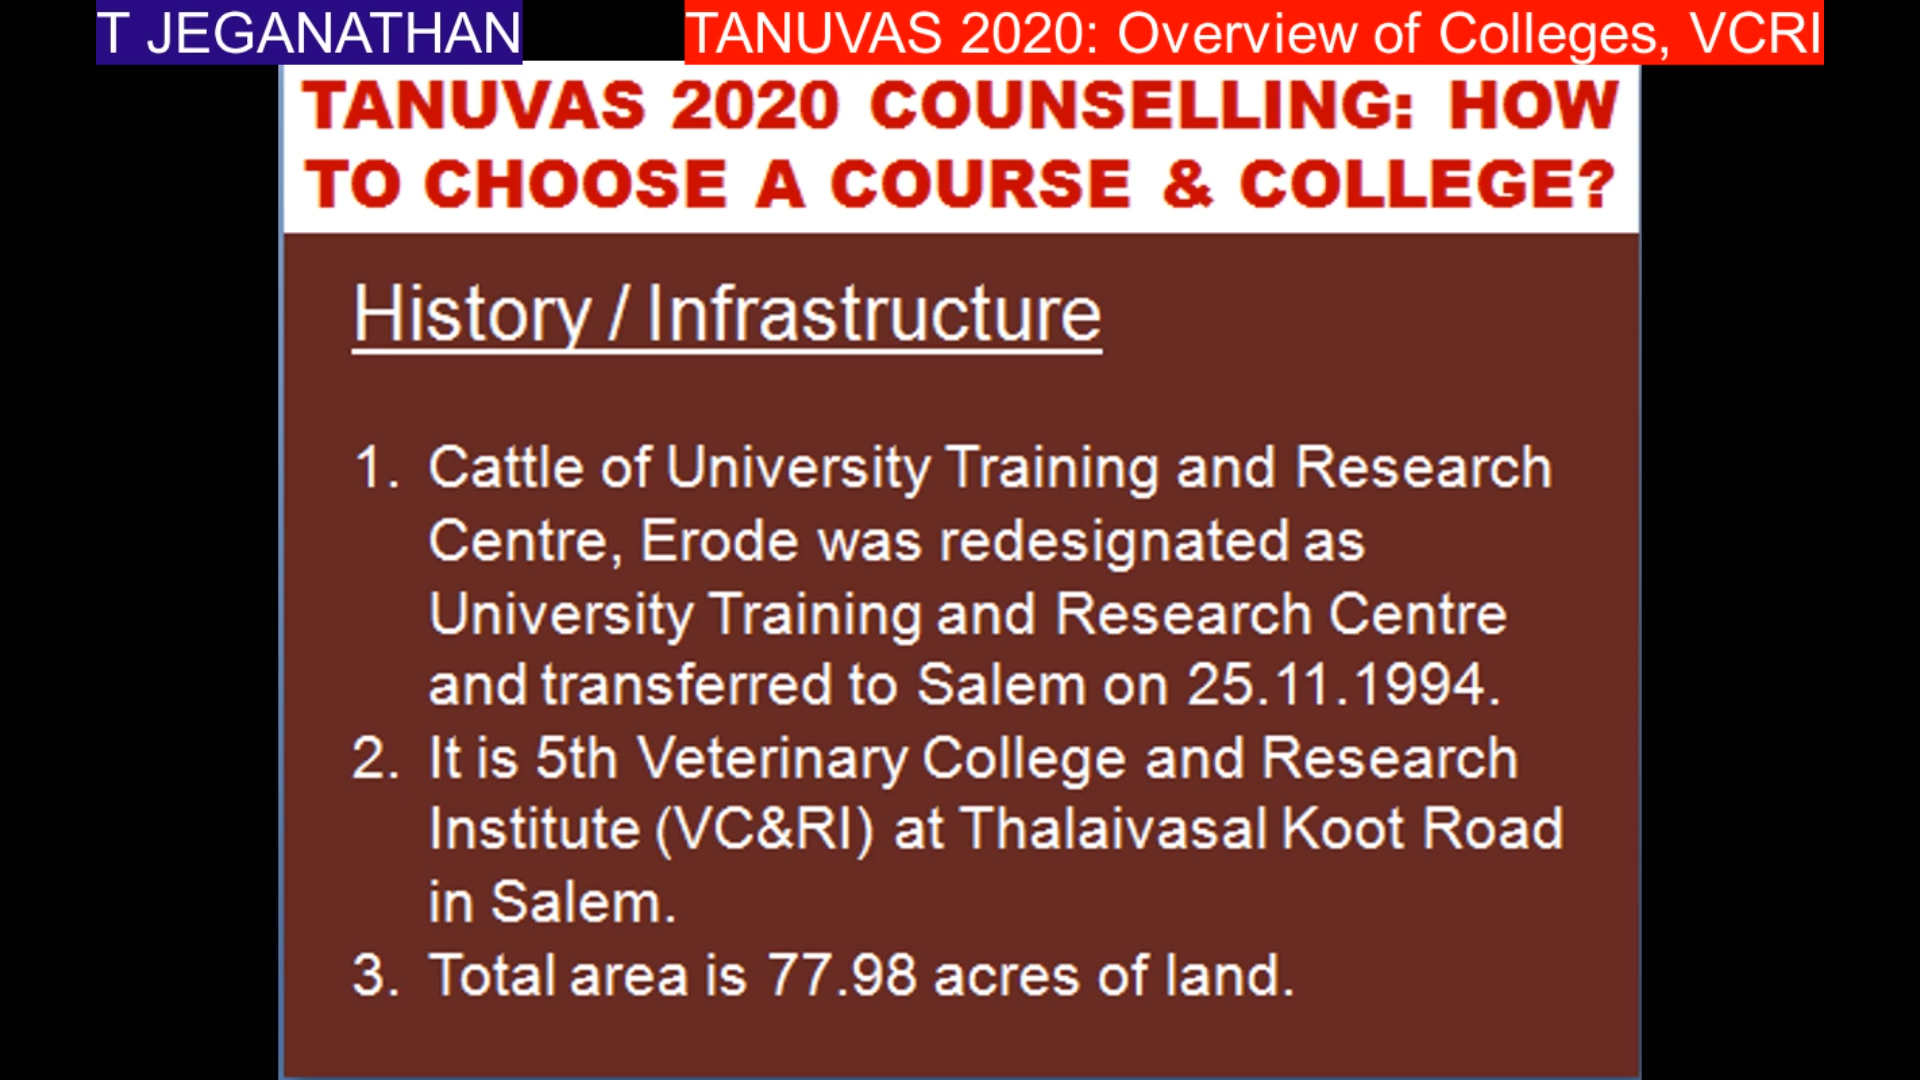 T JEGANATHAN
TANUVAS 2020: Overview of Colleges, VCRI
TANUVAS 2020 COUNSELLING: HOW
TO CHOOSE A COURSE & COLLEGE?
History / Infrastructure
1. Cattle of University Training and Research
Centre, Erode was redesignated as
University Training and Research Centre
and transferred to Salem on 25.11.1994.
2. It is 5th Veterinary College and Research
Institute (VC&RI) at Thalaivasal Koot Road
in Salem.
3. Total area is 77.98 acres of land.